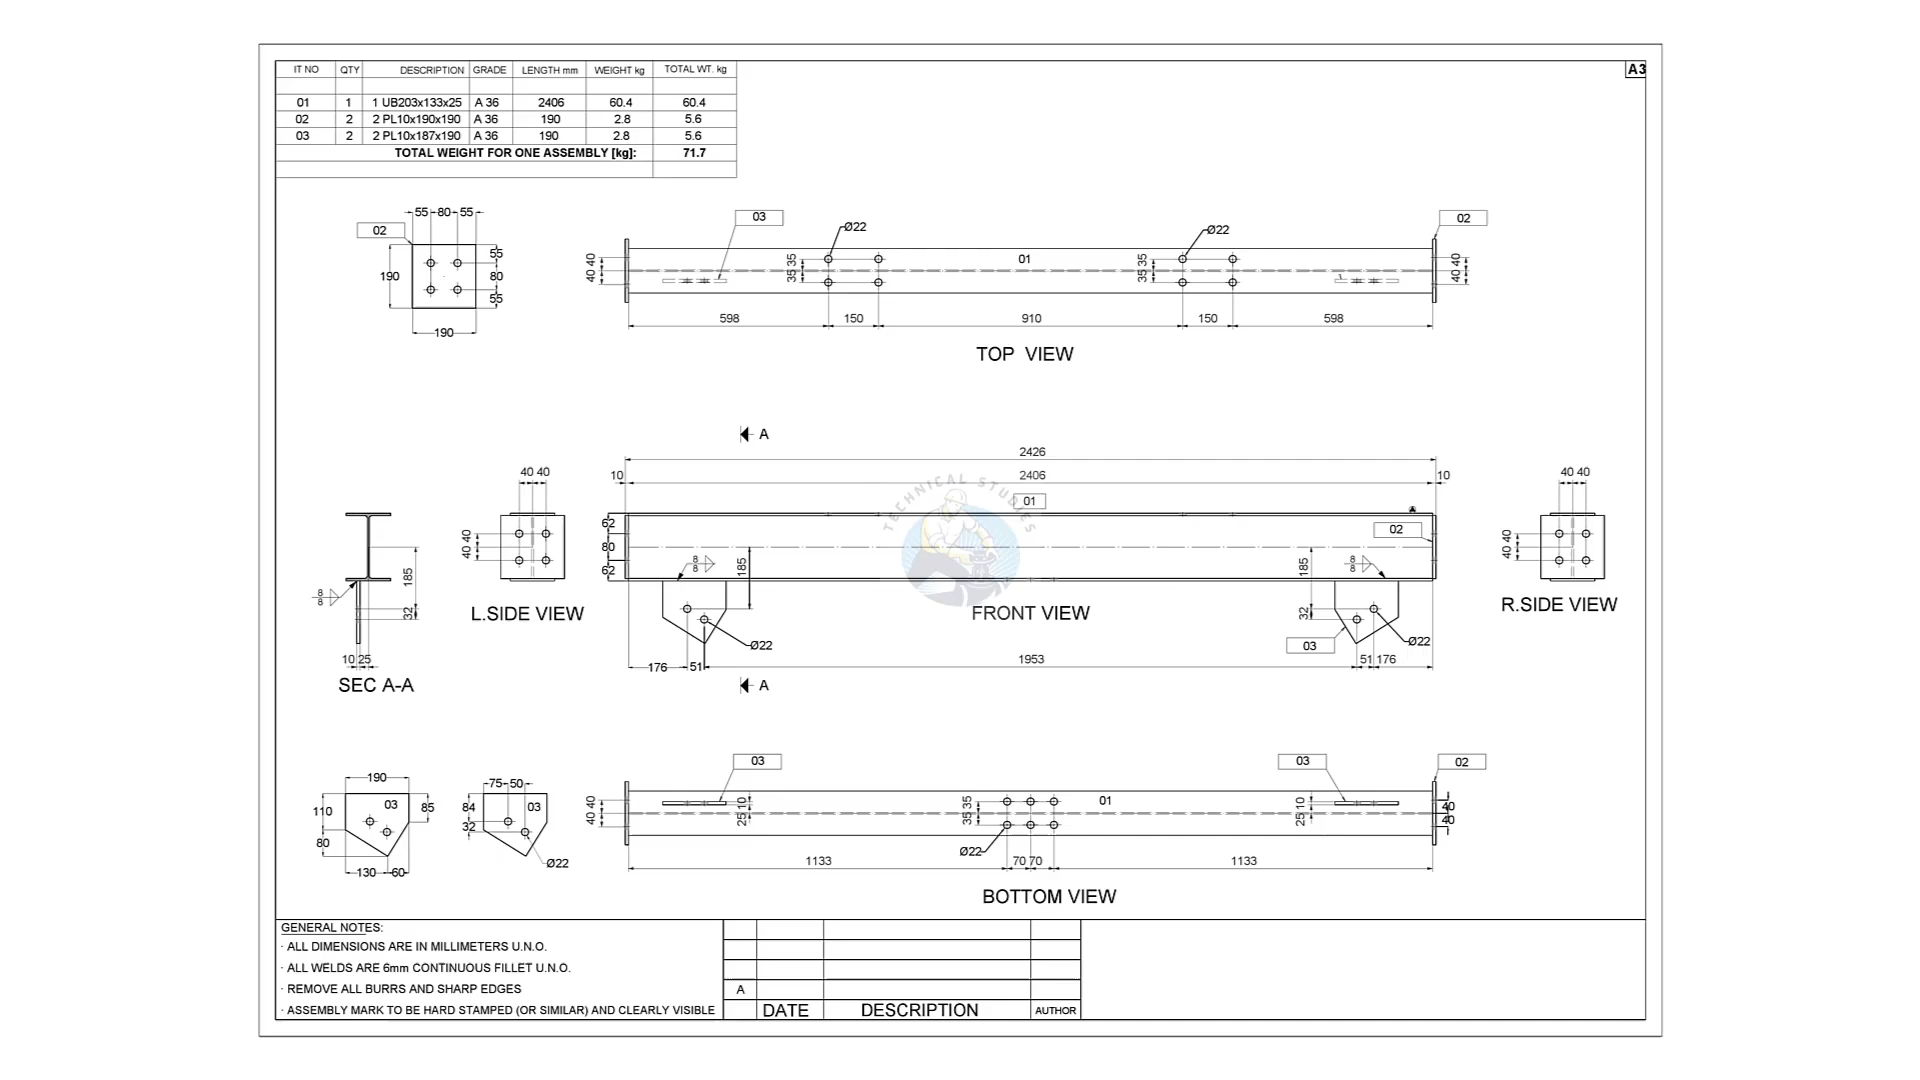 IT NO QTY DESCRIPTION GRADE LENGTH mm WEIGHT kg TOTAL WT. kg
01 1 1 UB203x133x25 A 36 2406 60.4 60.4
02 2 2 PL10x190x190 A 36 190 2.8 5.6
03 2 2 PL10x187x190 A 36 190 2.8 5.6
TOTAL WEIGHT FOR ONE ASSEMBLY [kg]: 71.7
A3
55 80 55
02
190
55
80
55
190
03
Ø22
Ø22
02
40 40
35 35
01
35 35
40 40
598 150 910 150 598
TOP VIEW
A
2426
10 2406 10
01
TECHNICAL STUDIES
62
80
62
02
8
8
185
8
8
185
32
03
Ø22
Ø22
176 51 1953 51 176
FRONT VIEW
A
40 40
40 40
L.SIDE VIEW
40 40
40 40
R.SIDE VIEW
8
8
185
32
10 25
SEC A-A
190
110
80
03
85
130 60
75 50
84
32
03
Ø22
03
03
02
40 40
25 10
35 35
01
25 10
40
40
Ø22
1133 70 70 1133
BOTTOM VIEW
GENERAL NOTES:
· ALL DIMENSIONS ARE IN MILLIMETERS U.N.O.
· ALL WELDS ARE 6mm CONTINUOUS FILLET U.N.O.
· REMOVE ALL BURRS AND SHARP EDGES
· ASSEMBLY MARK TO BE HARD STAMPED (OR SIMILAR) AND CLEARLY VISIBLE
A
DATE DESCRIPTION AUTHOR